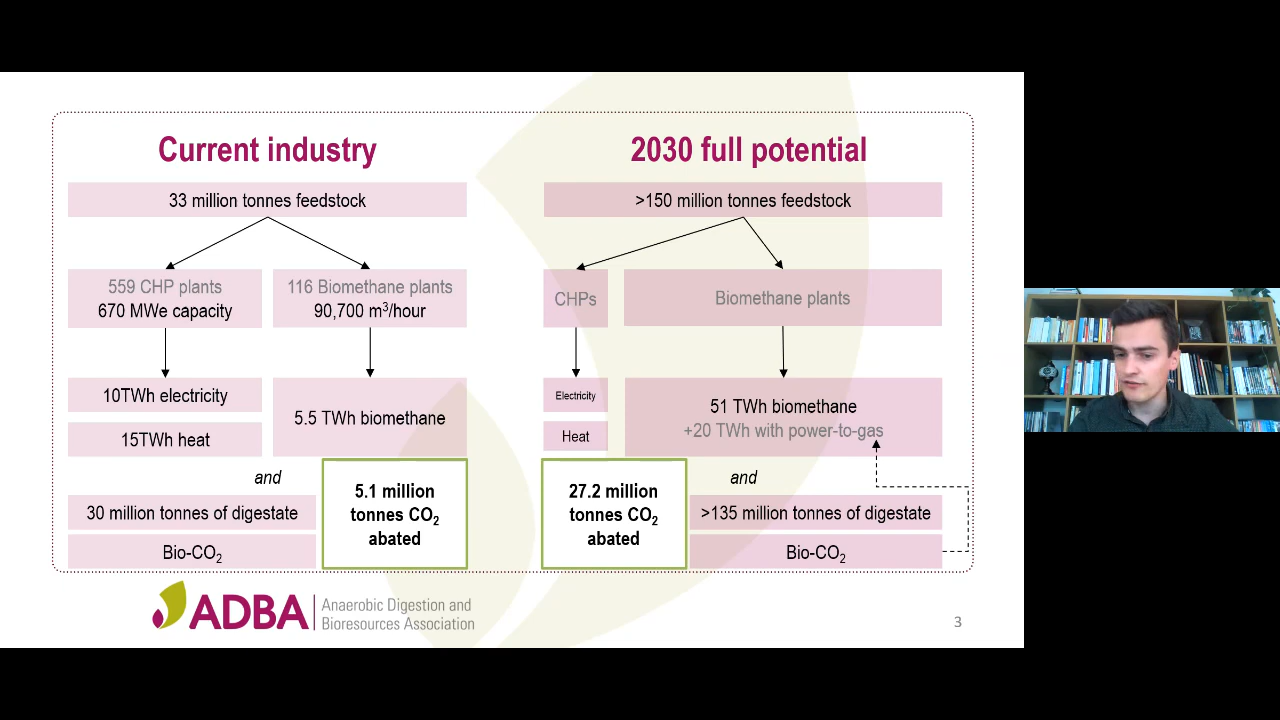 Current industry
33 million tonnes feedstock
559 CHP plants
670 MWe capacity
116 Biomethane plants
90,700 m³/hour
10TWh electricity
15TWh heat
5.5 TWh biomethane
and
30 million tonnes of digestate
Bio-CO₂
5.1 million
tonnes CO₂
abated
2030 full potential
>150 million tonnes feedstock
CHPs
Biomethane plants
Electricity
Heat
51 TWh biomethane
+20 TWh with power-to-gas
27.2 million
tonnes CO₂
abated
and
>135 million tonnes of digestate
Bio-CO₂
ADBA
Anaerobic Digestion and
Bioresources Association
3